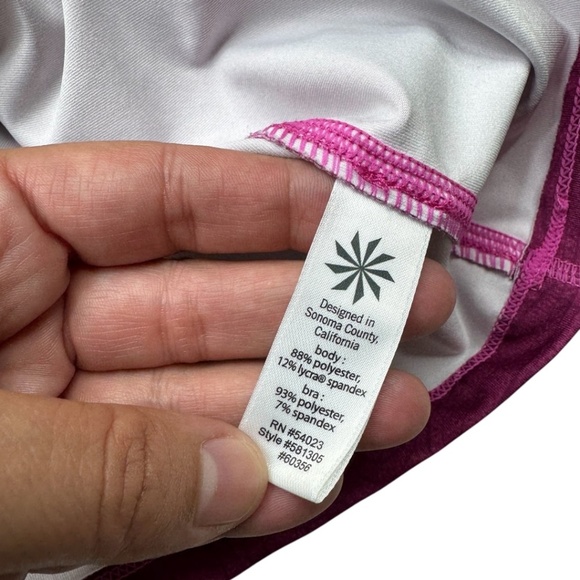 Designed in
Sonoma County,
California
body :
88% polyester,
12% lycra® spandex
bra :
93% polyester,
7% spandex
RN #54023
Style #581305
#60356